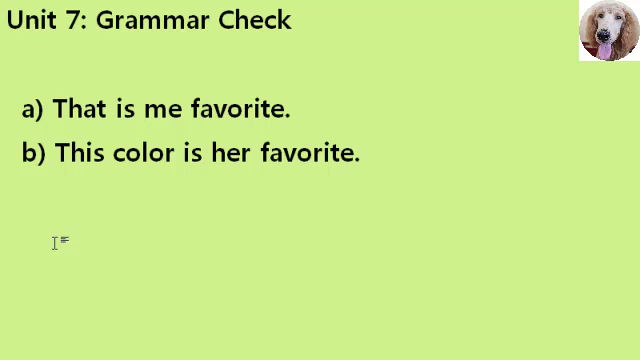 Unit 7: Grammar Check
a) That is me favorite.
b) This color is her favorite.